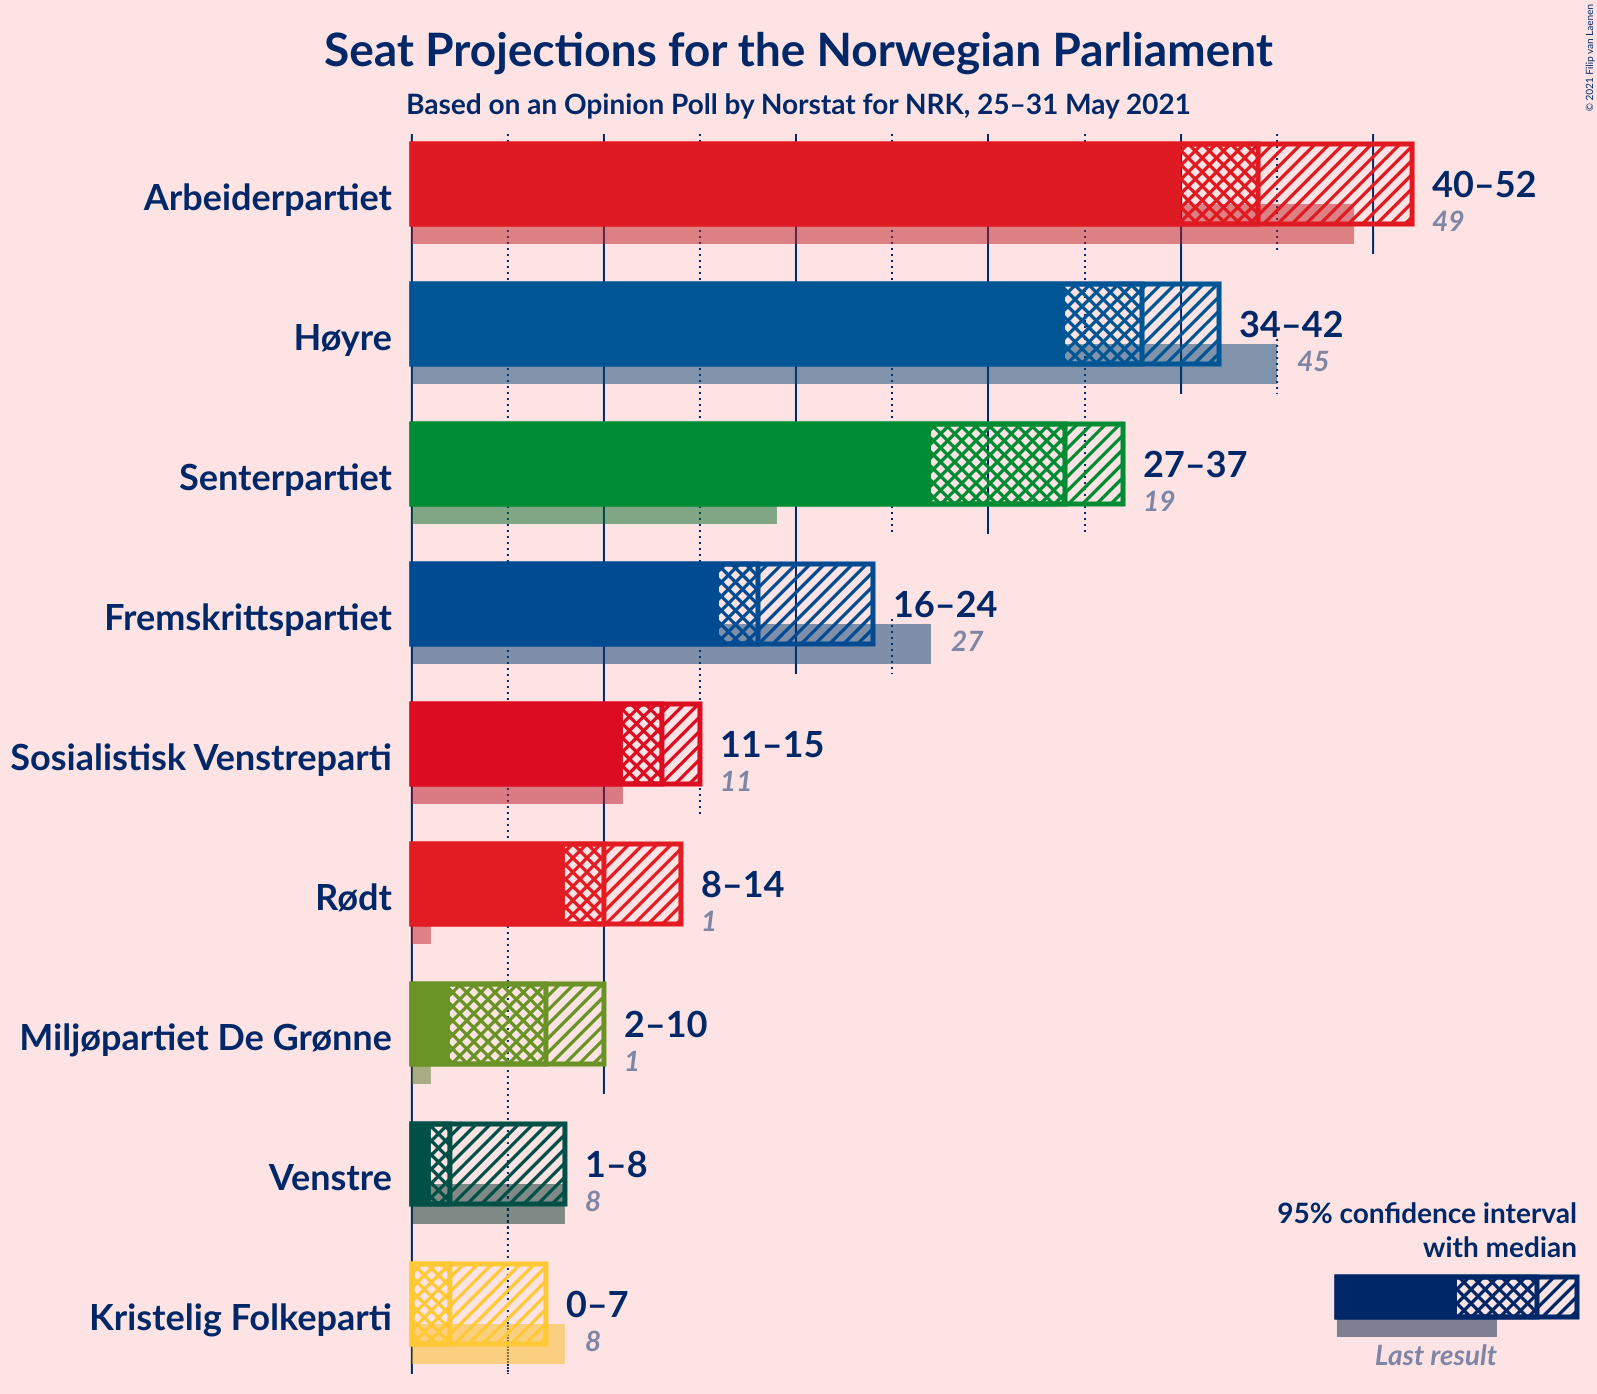 Seat Projections for the Norwegian Parliament
Based on an Opinion Poll by Norstat for NRK, 25–31 May 2021
© 2021 Filip van Laenen
Arbeiderpartiet
40–52
49
Høyre
34–42
45
Senterpartiet
27–37
19
Fremskrittspartiet
16–24
27
Sosialistisk Venstreparti
11–15
11
Rødt
8–14
1
Miljøpartiet De Grønne
2–10
1
Venstre
1–8
8
Kristelig Folkeparti
0–7
8
95% confidence interval
with median
Last result